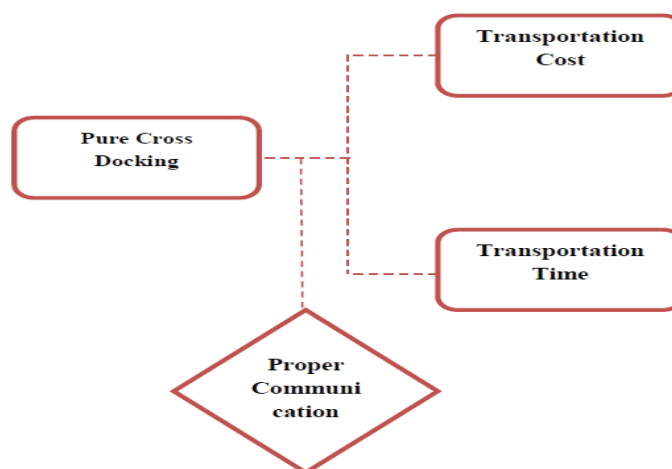 Transportation
Cost
Pure Cross
Docking
Transportation
Time
Proper
Communi
cation